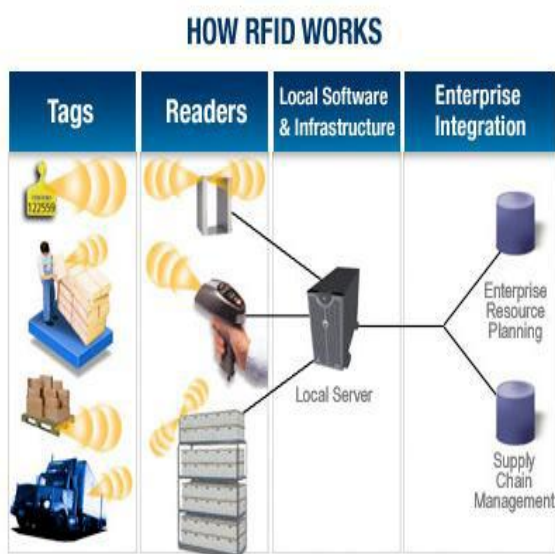 HOW RFID WORKS
Tags
Readers
Local Software
& Infrastructure
Enterprise
Integration
122559
Local Server
Enterprise
Resource
Planning
Supply
Chain
Management